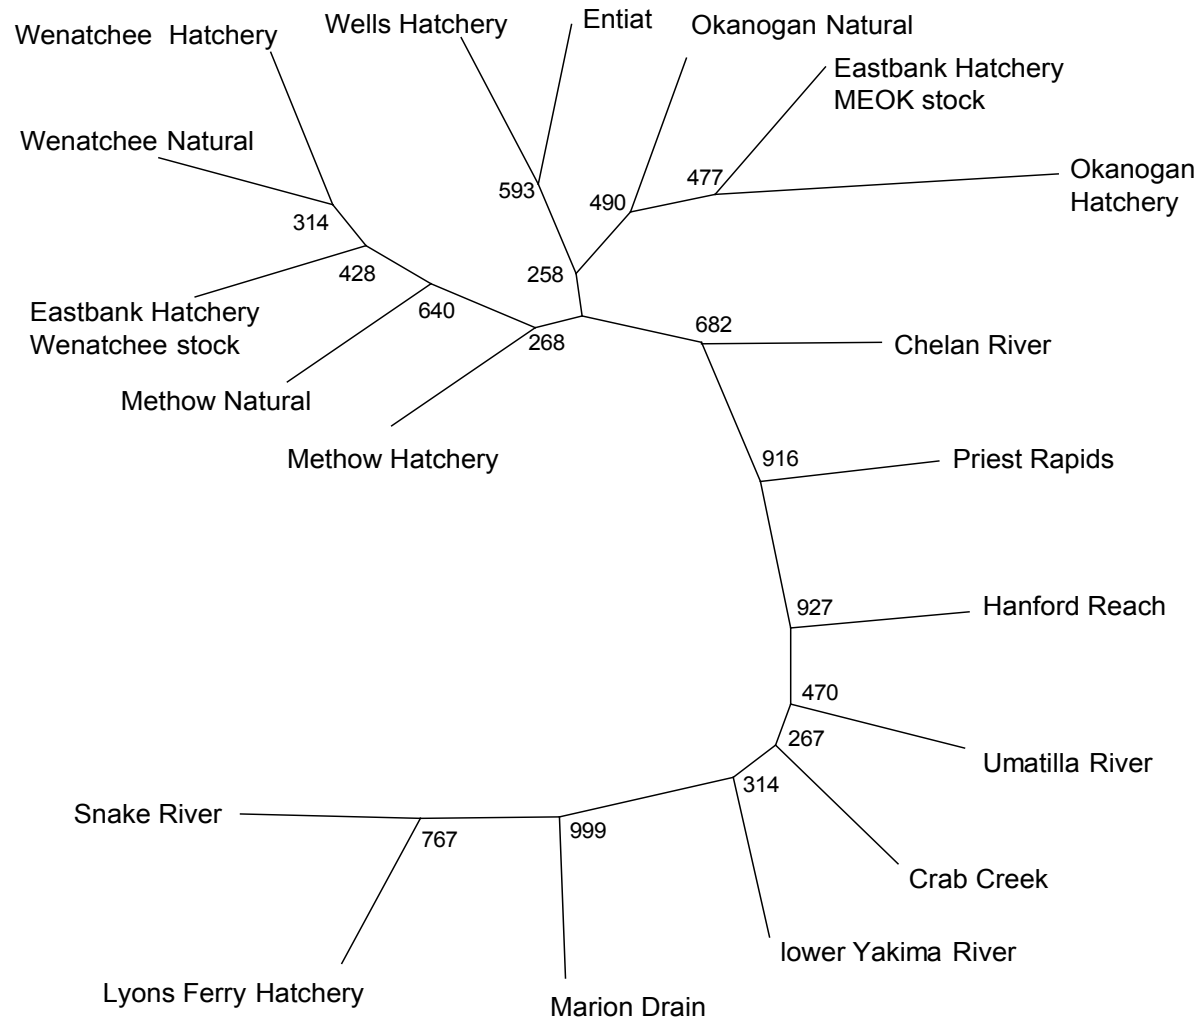 Wenatchee Hatchery
Wells Hatchery
Entiat
Okanogan Natural
Eastbank Hatchery
MEOK stock
Wenatchee Natural
Okanogan
Hatchery
593
490
477
314
428
258
Eastbank Hatchery
Wenatchee stock
640
268
682
Chelan River
Methow Natural
Methow Hatchery
916
Priest Rapids
927
Hanford Reach
470
267
Umatilla River
314
Snake River
767
999
Crab Creek
lower Yakima River
Lyons Ferry Hatchery
Marion Drain